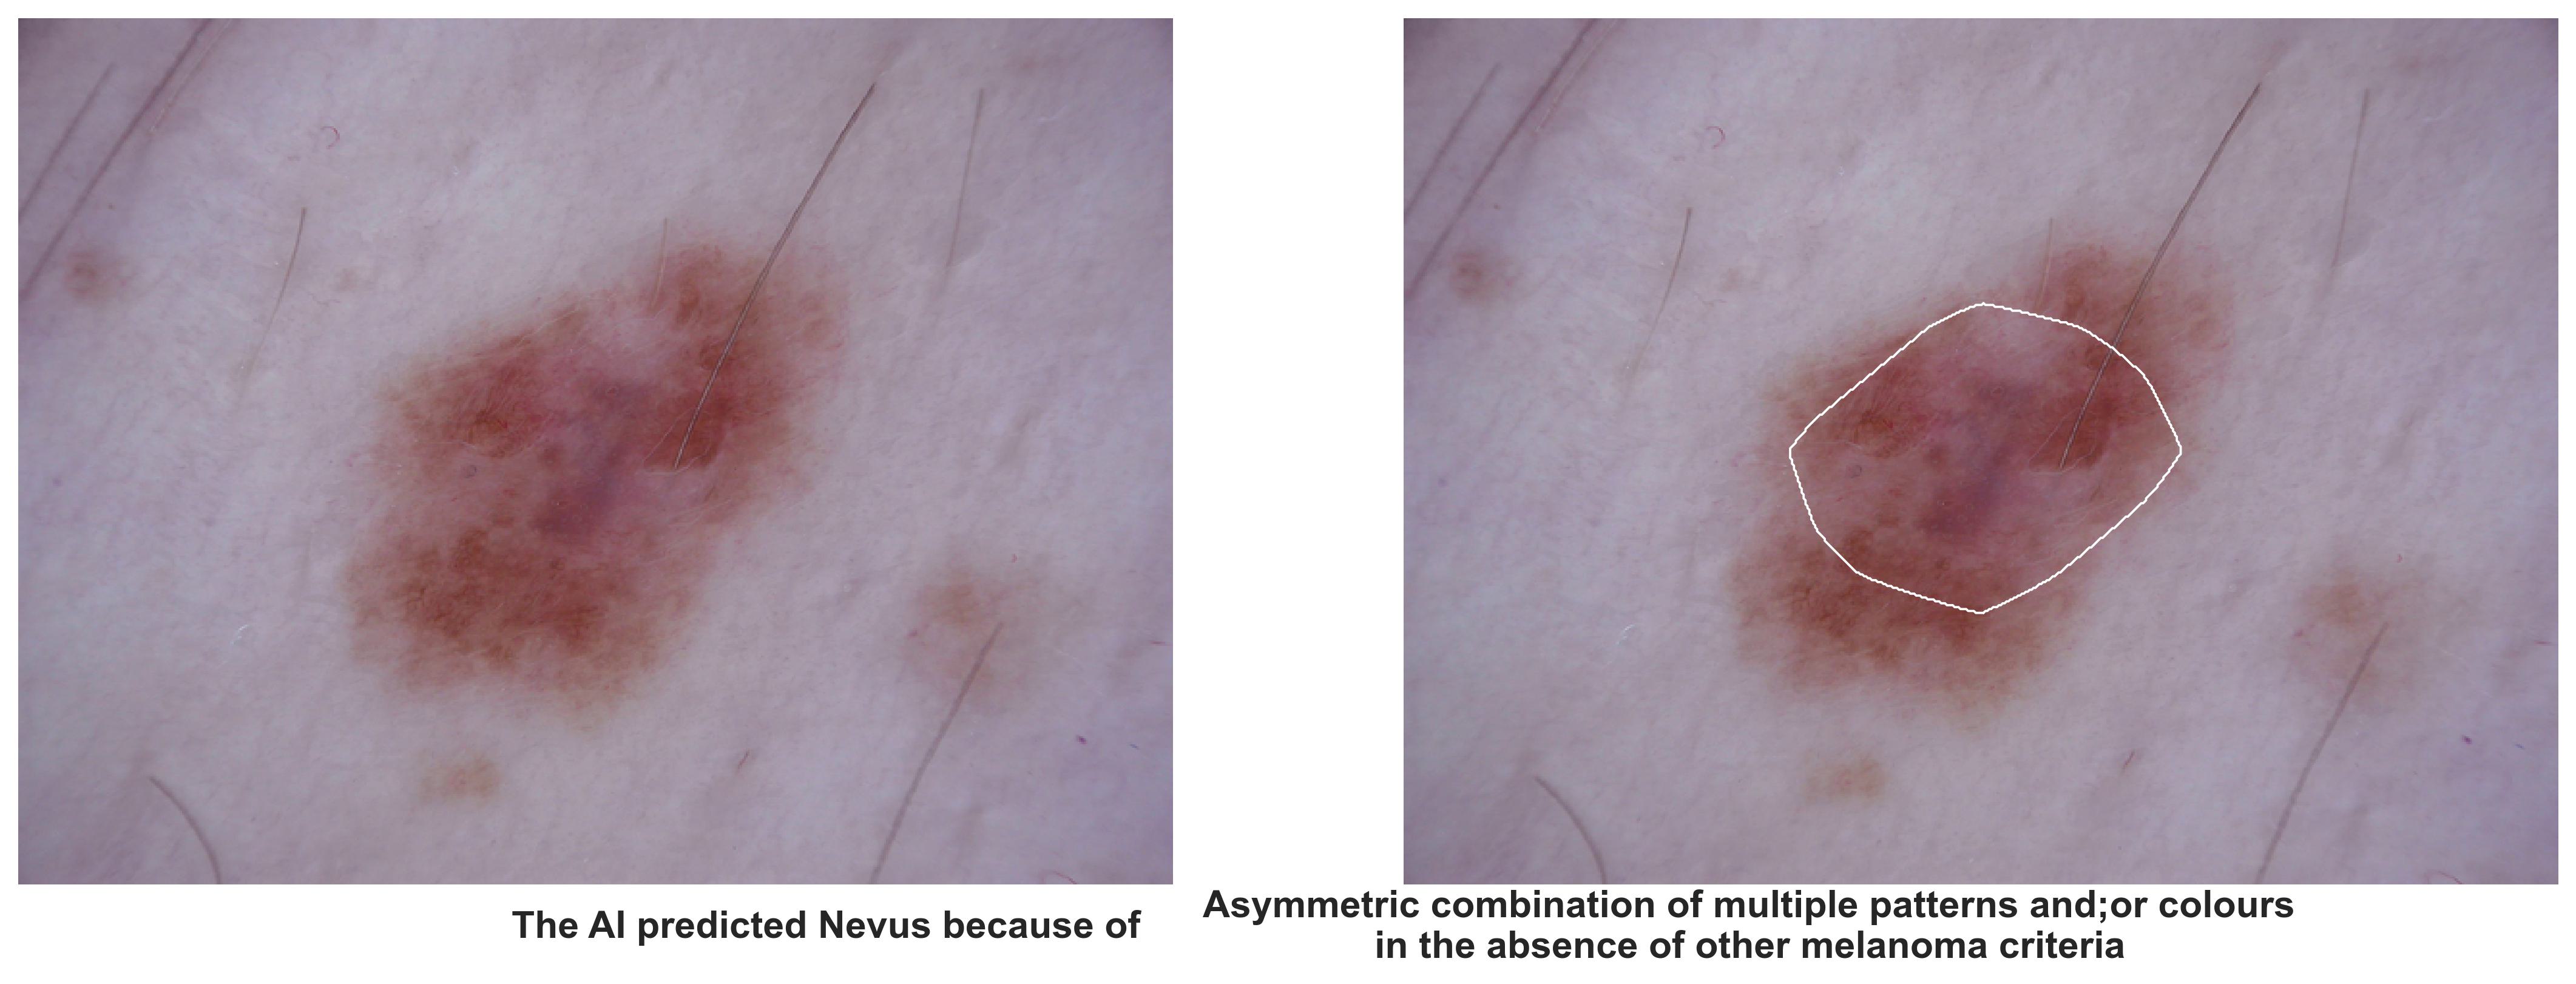 The AI predicted Nevus because of
Asymmetric combination of multiple patterns and;or colours
in the absence of other melanoma criteria